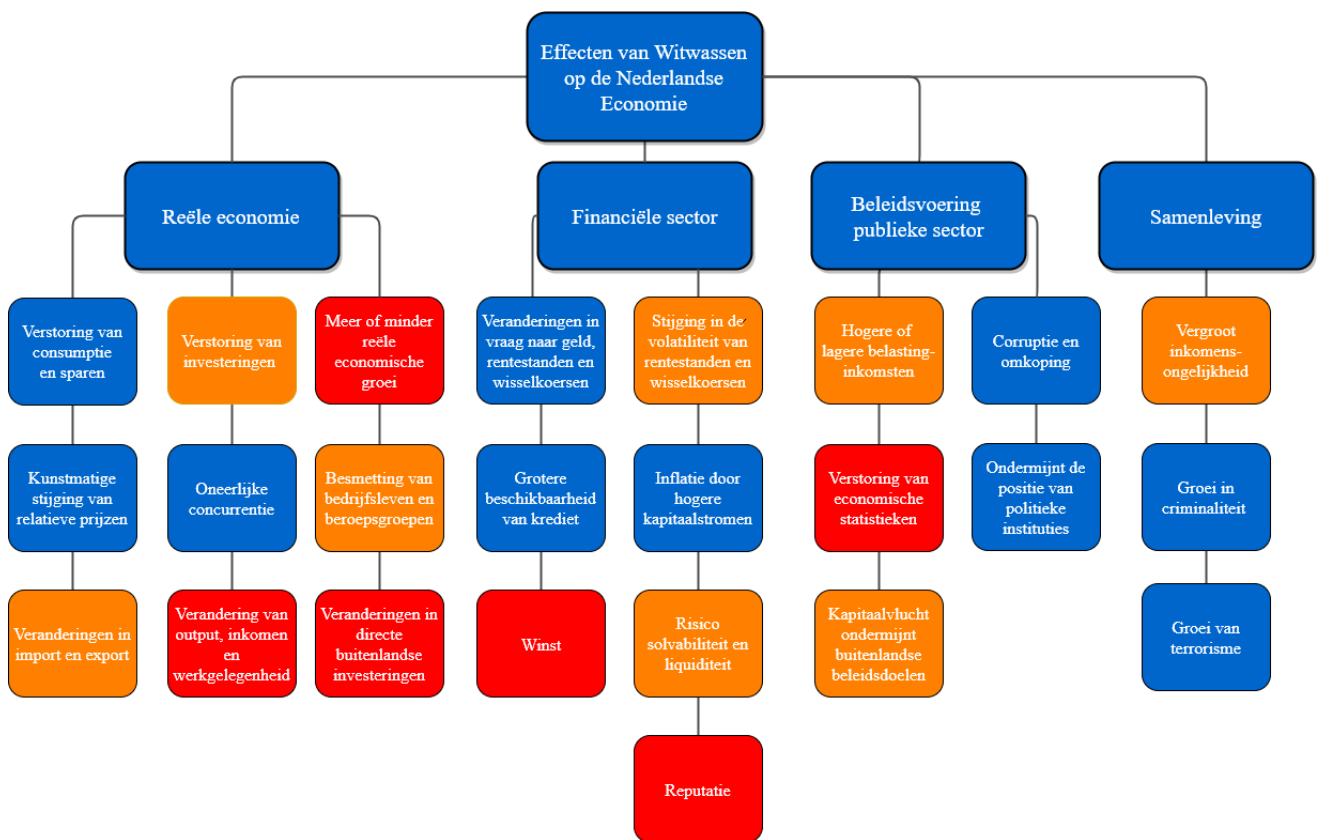 Effecten van Witwassen
op de Nederlandse
Economie
Reële economie
Financiële sector
Beleidsvoering
publieke sector
Samenleving
Verstoring van
consumptie
en sparen
Verstoring van
investeringen
Meer of minder
reële
economische
groei
Veranderingen in
vraag naar geld,
rentestanden en
wisselkoersen
Stijging in de
volatiliteit van
rentestanden en
wisselkoersen
Hogere of
lagere belasting-
inkomsten
Corruptie en
omkoping
Vergroot
inkomens-
ongelijkheid
Kunstmatige
stijging van
relatieve prijzen
Oneerlijke
concurrentie
Besmetting van
bedrijfsleven en
beroepsgroepen
Grotere
beschikbaarheid
van krediet
Inflatie door
hogere
kapitaalstromen
Verstoring van
economische
statistieken
Ondermijnt de
positie van
politieke
instituties
Groei in
criminaliteit
Veranderingen in
import en export
Verandering van
output, inkomen
en
werkgelegenheid
Veranderingen in
directe
buitenlandse
investeringen
Winst
Risico
solvabiliteit en
liquiditeit
Kapitaalvlucht
ondermijnt
buitenlandse
beleidsdoelen
Groei van
terrorisme
Reputatie